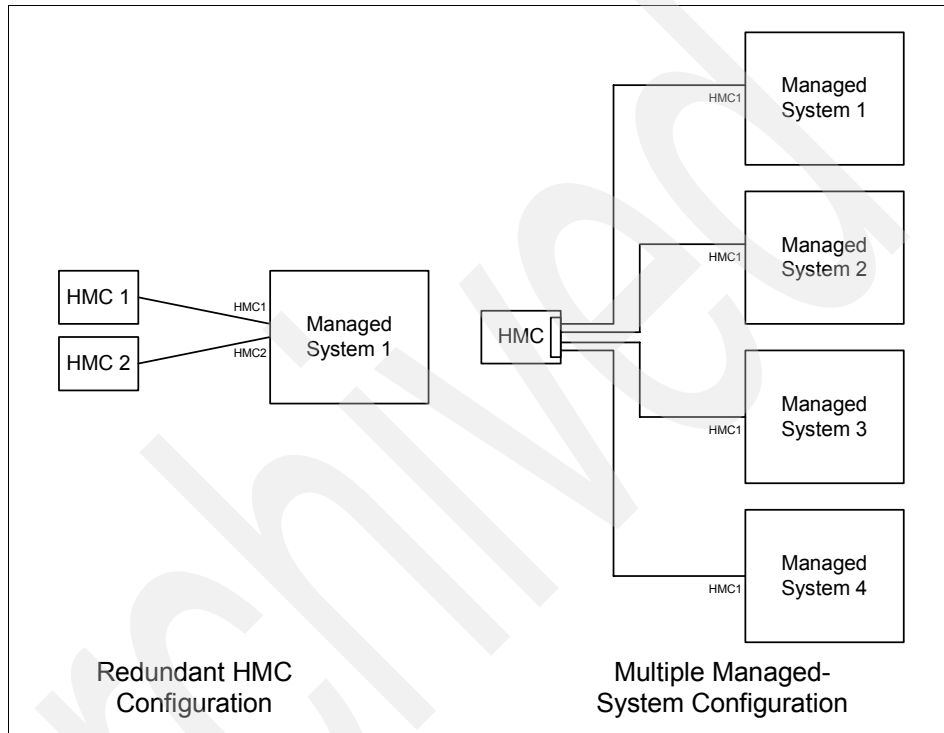 HMC 1
HMC 2
HMC1
HMC2
Managed
System 1
Redundant HMC
Configuration
HMC
HMC1
Managed
System 1
HMC1
Managed
System 2
HMC1
Managed
System 3
HMC1
Managed
System 4
Multiple Managed-
System Configuration
rchived